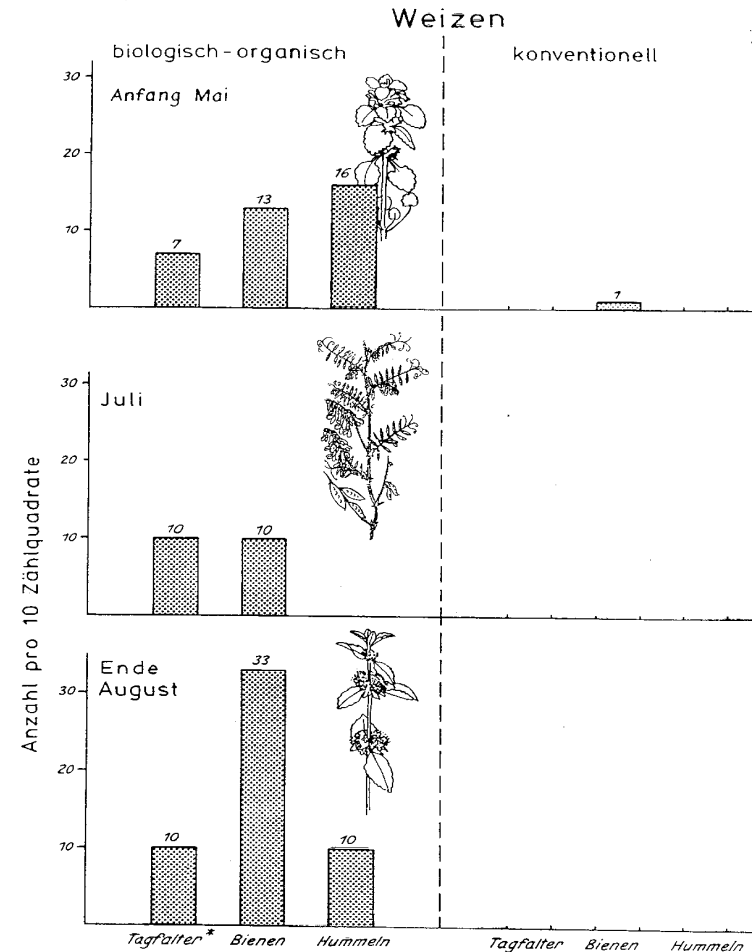 Weizen
biologisch-organisch
konventionell
Anfang Mai
30
20
10
7
13
16
1
Juli
30
20
10
10
10
Ende
August
30
20
10
10
33
10
Anzahl pro 10 Zählquadrate
Tagfalter* Bienen Hummeln
Tagfalter Bienen Hummeln